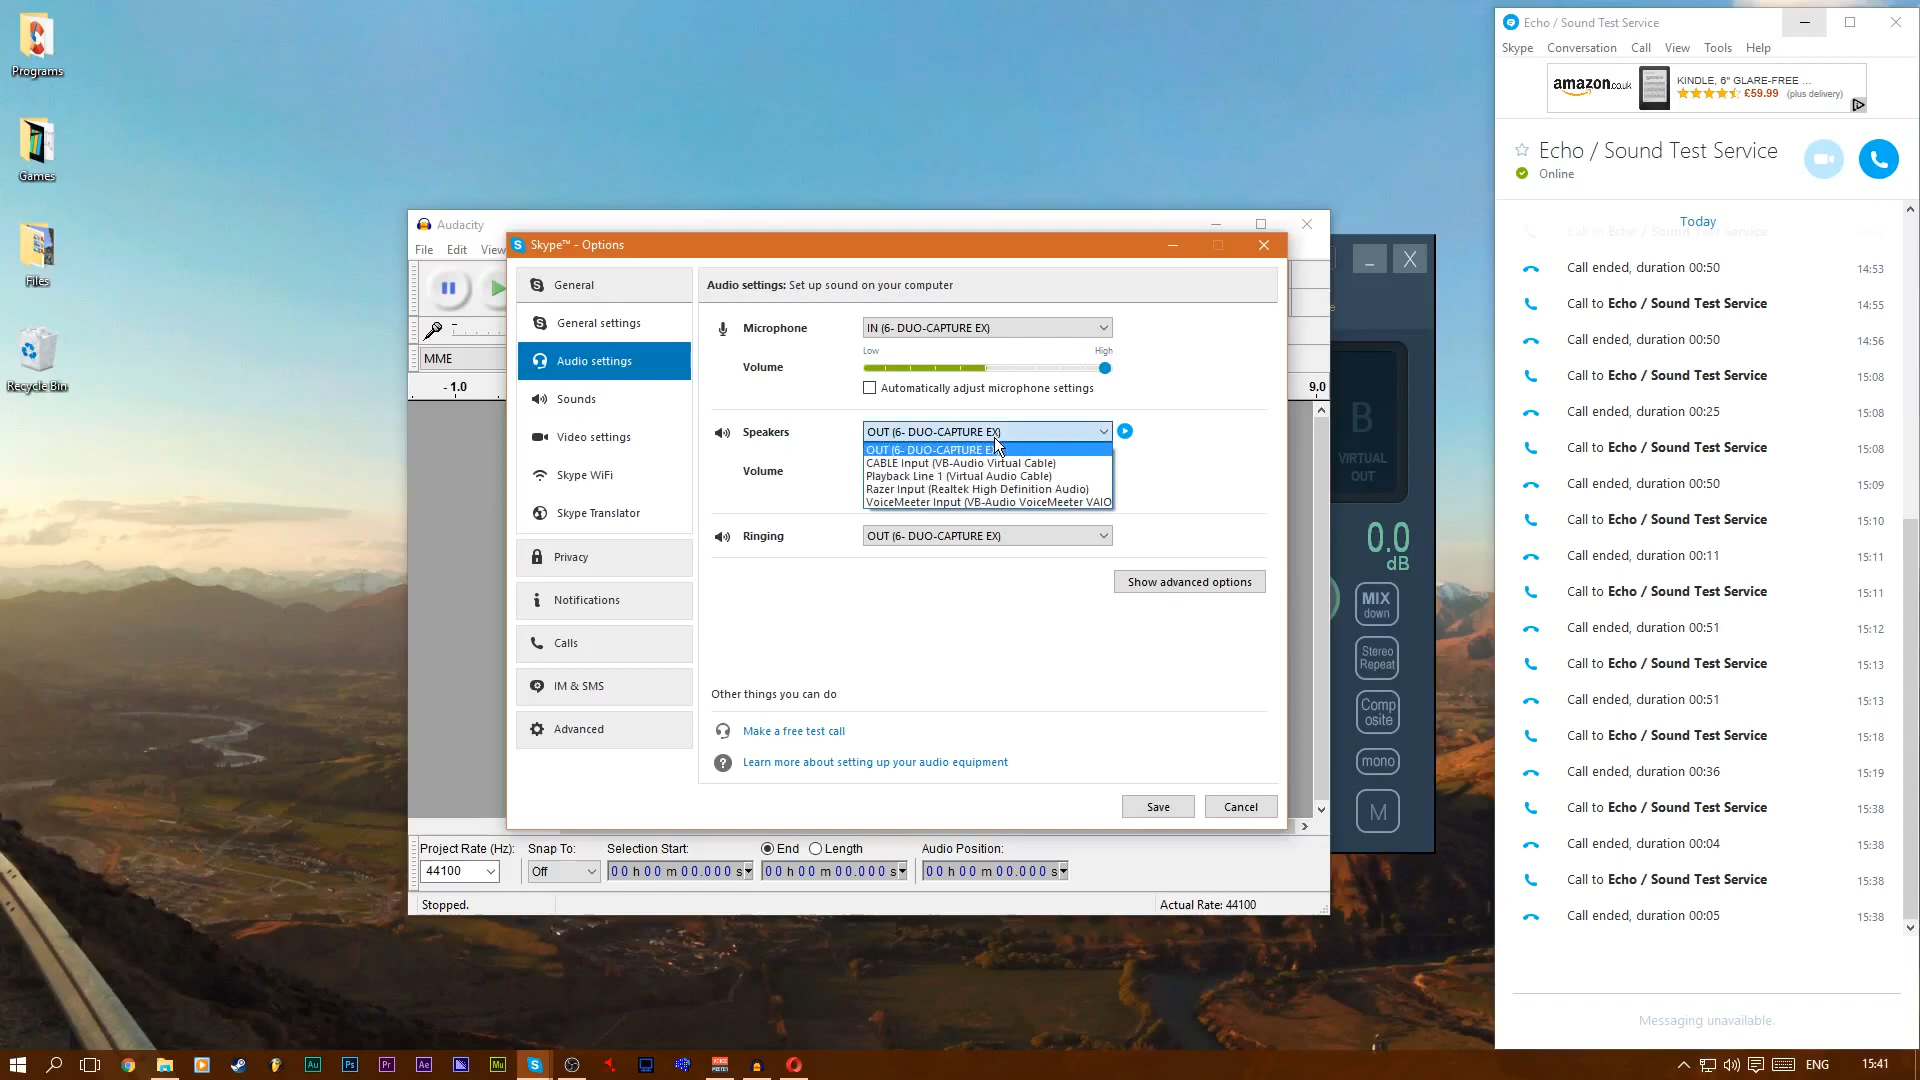 Programs
Games
Files
Recycle Bin
Audacity
File Edit View
MME
- 1.0
9.0
Project Rate (Hz): Snap To: Selection Start: End Length Audio Position:
44100 Off 00 h 00 m 00.000 s 00 h 00 m 00.000 s 00 h 00 m 00.000 s
Stopped. Actual Rate: 44100
Skype™ - Options
General
General settings
Audio settings
Sounds
Video settings
Skype WiFi
Skype Translator
Privacy
Notifications
Calls
IM & SMS
Advanced
Audio settings: Set up sound on your computer
Microphone IN (6- DUO-CAPTURE EX)
Low High
Volume
Automatically adjust microphone settings
Speakers OUT (6- DUO-CAPTURE EX)
OUT (6- DUO-CAPTURE EX)
CABLE Input (VB-Audio Virtual Cable)
Volume
Playback Line 1 (Virtual Audio Cable)
Razer Input (Realtek High Definition Audio)
VoiceMeeter Input (VB-Audio VoiceMeeter VAIO
Ringing OUT (6- DUO-CAPTURE EX)
Show advanced options
Other things you can do
Make a free test call
Learn more about setting up your audio equipment
Save Cancel
_ X
B
VIRTUAL
OUT
0.0
dB
MIX
down
Stereo
Repeat
Comp
osite
mono
M
Echo / Sound Test Service
Skype Conversation Call View Tools Help
amazon.co.uk KINDLE, 6" GLARE-FREE ...
£59.99 (plus delivery)
Echo / Sound Test Service
Online
Today
Call to Echo / Sound Test Service
Call ended, duration 00:50 14:53
Call to Echo / Sound Test Service 14:55
Call ended, duration 00:50 14:56
Call to Echo / Sound Test Service 15:08
Call ended, duration 00:25 15:08
Call to Echo / Sound Test Service 15:08
Call ended, duration 00:50 15:09
Call to Echo / Sound Test Service 15:10
Call ended, duration 00:11 15:11
Call to Echo / Sound Test Service 15:11
Call ended, duration 00:51 15:12
Call to Echo / Sound Test Service 15:13
Call ended, duration 00:51 15:13
Call to Echo / Sound Test Service 15:18
Call ended, duration 00:36 15:19
Call to Echo / Sound Test Service 15:38
Call ended, duration 00:04 15:38
Call to Echo / Sound Test Service 15:38
Call ended, duration 00:05 15:38
Messaging unavailable.
Au Ps Pr Ae Mu
ENG 15:41